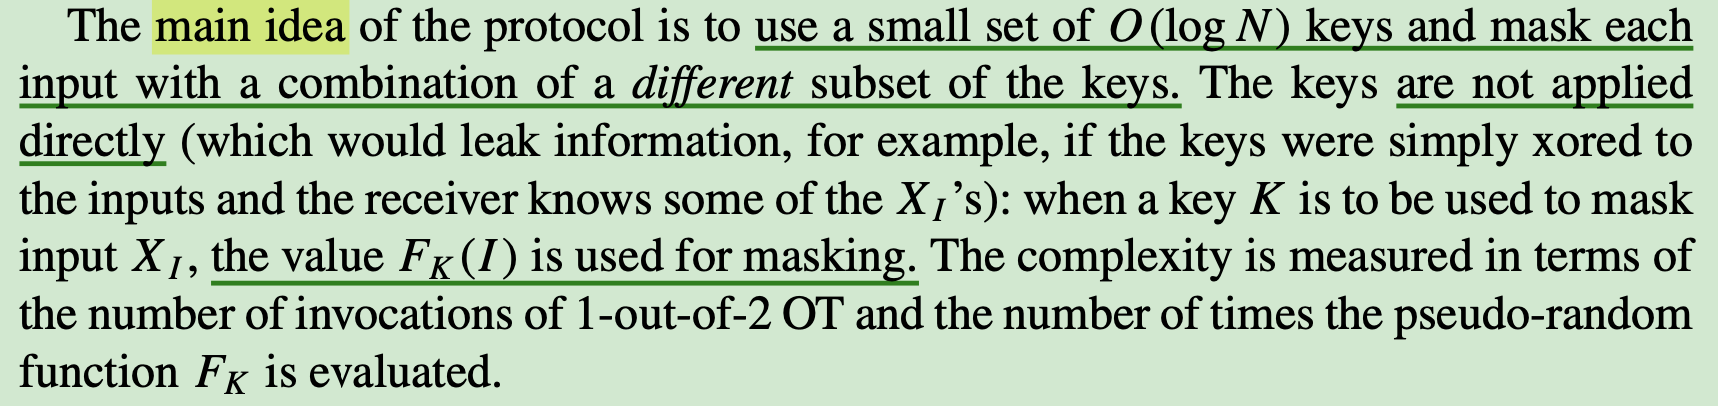 The main idea of the protocol is to use a small set of O(log N) keys and mask each
input with a combination of a different subset of the keys. The keys are not applied
directly (which would leak information, for example, if the keys were simply xored to
the inputs and the receiver knows some of the X_I's): when a key K is to be used to mask
input X_I, the value F_K(I) is used for masking. The complexity is measured in terms of
the number of invocations of 1-out-of-2 OT and the number of times the pseudo-random
function F_K is evaluated.